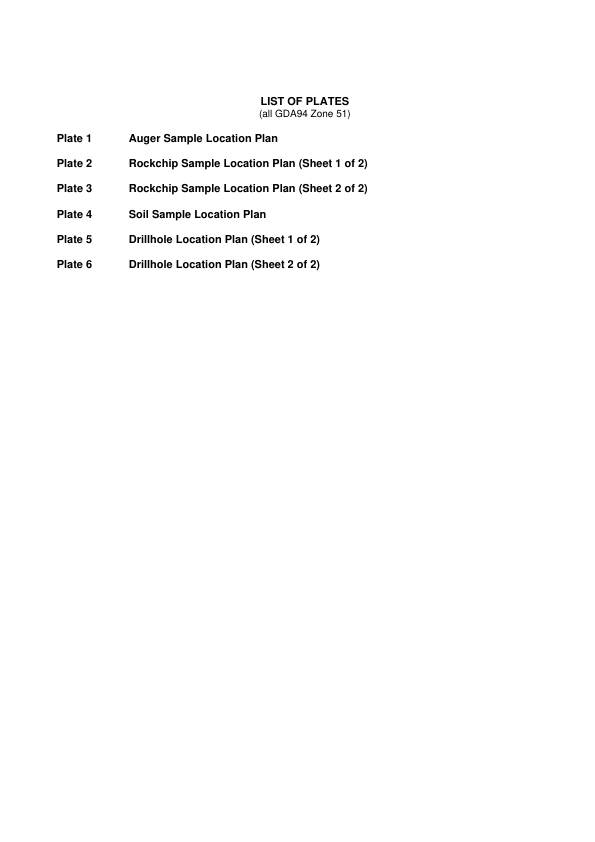 LIST OF PLATES
(all GDA94 Zone 51)
Plate 1 Auger Sample Location Plan
Plate 2 Rockchip Sample Location Plan (Sheet 1 of 2)
Plate 3 Rockchip Sample Location Plan (Sheet 2 of 2)
Plate 4 Soil Sample Location Plan
Plate 5 Drillhole Location Plan (Sheet 1 of 2)
Plate 6 Drillhole Location Plan (Sheet 2 of 2)